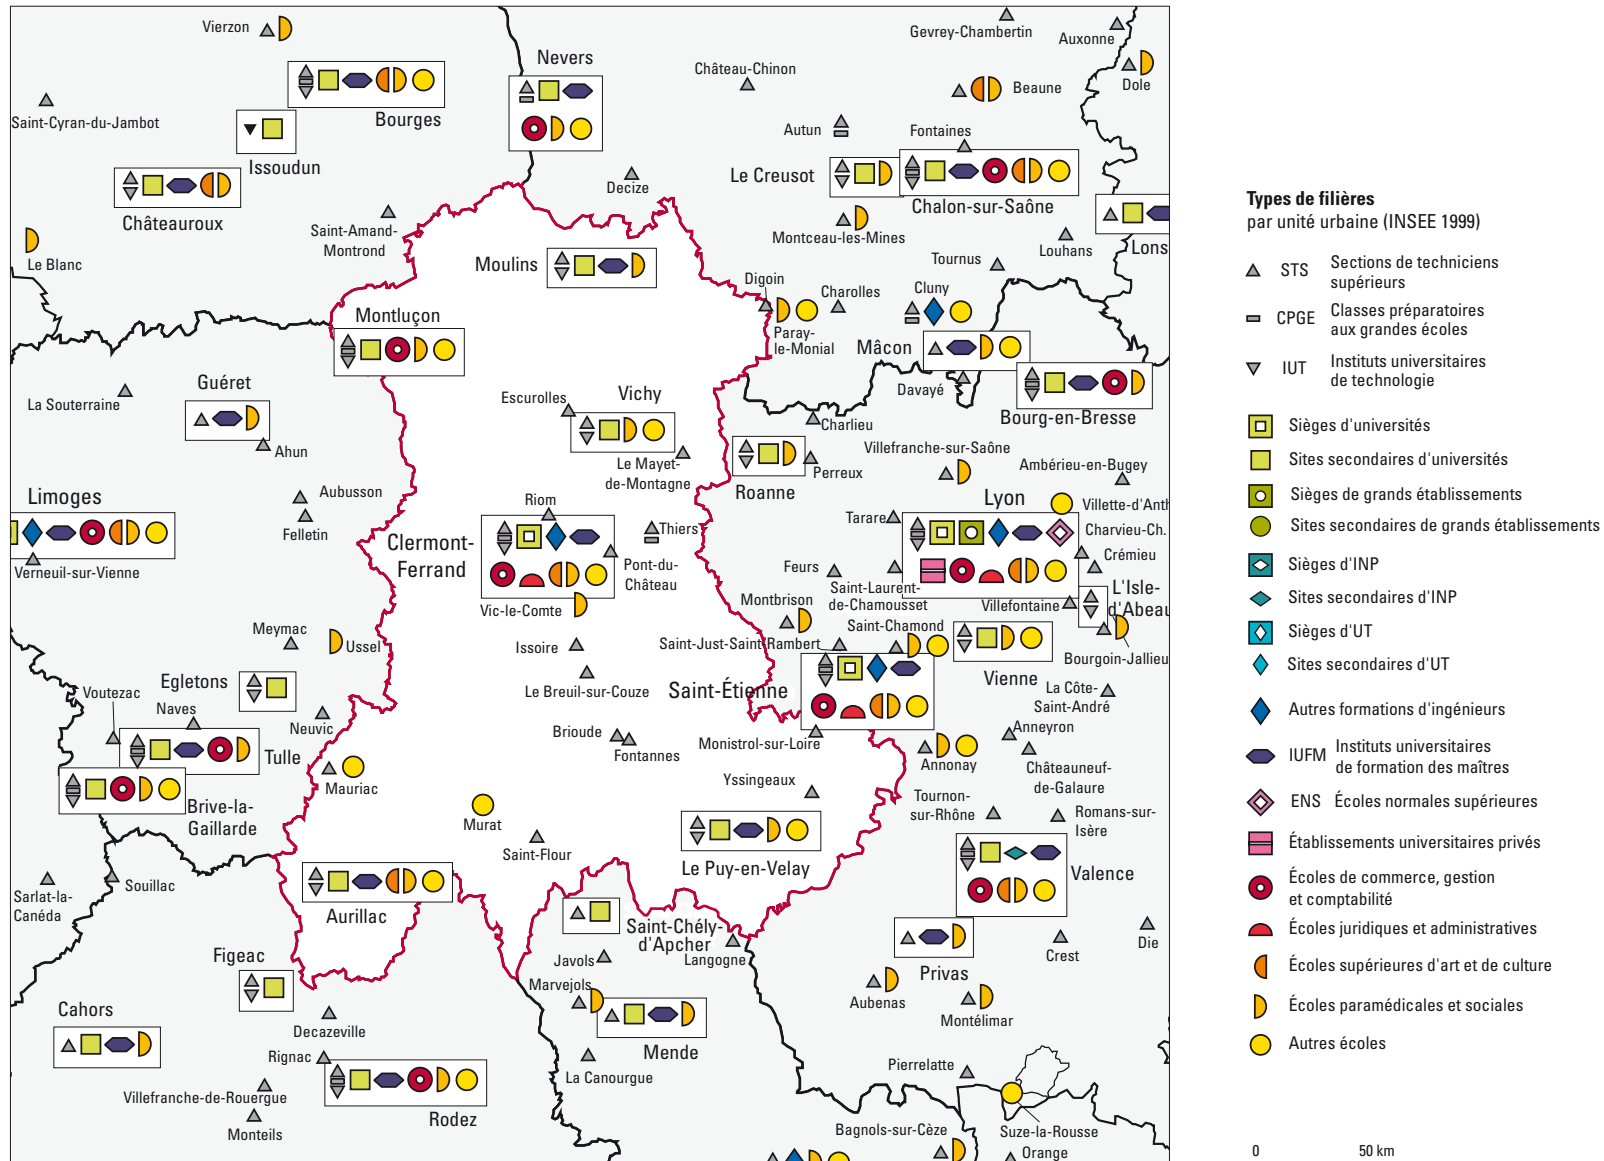 Vierzon
Nevers
Gevrey-Chambertin
Auxonne
Château-Chinon
Dole
Beaune
Saint-Cyran-du-Jambot
Bourges
Autun
Fontaines
Issoudun
Le Creusot
Decize
Châteauroux
Chalon-sur-Saône
Saint-Amand-
Montrond
Montceau-les-Mines
Louhans
Lons
Le Blanc
Moulins
Tournus
Digoin
Charolles
Cluny
Montluçon
Paray-
le-Monial
Mâcon
Guéret
Davayé
La Souterraine
Escurolles
Vichy
Bourg-en-Bresse
Charlieu
Ahun
Villefranche-sur-Saône
Le Mayet-
de-Montagne
Perreux
Ambérieu-en-Bugey
Roanne
Limoges
Aubusson
Riom
Lyon
Villette-d'Anth
Felletin
Clermont-
Ferrand
Thiers
Tarare
Charvieu-Ch.
Crémieu
Verneuil-sur-Vienne
Pont-du-
Château
Feurs
Saint-Laurent-
de-Chamousset
L'Isle-
d'Abeau
Vic-le-Comte
Montbrison
Villefontaine
Meymac
Ussel
Saint-Chamond
Issoire
Saint-Just-Saint-Rambert
Bourgoin-Jallieu
Egletons
Vienne
Voutezac
Le Breuil-sur-Couze
Saint-Étienne
La Côte-
Saint-André
Naves
Neuvic
Brioude
Anneyron
Tulle
Fontannes
Monistrol-sur-Loire
Annonay
Mauriac
Yssingeaux
Châteauneuf-
de-Galaure
Brive-la-
Gaillarde
Murat
Tournon-
sur-Rhône
Romans-sur-
Isère
Saint-Flour
Le Puy-en-Velay
Valence
Sarlat-la-
Canéda
Souillac
Aurillac
Saint-Chély-
d'Apcher
Langogne
Die
Figeac
Javols
Privas
Crest
Marvejols
Aubenas
Cahors
Decazeville
Montélimar
Mende
Rignac
La Canourgue
Pierrelatte
Villefranche-de-Rouergue
Rodez
Monteils
Bagnols-sur-Cèze
Suze-la-Rousse
Orange
Types de filières
par unité urbaine (INSEE 1999)
STS Sections de techniciens
supérieurs
CPGE Classes préparatoires
aux grandes écoles
IUT Instituts universitaires
de technologie
Sièges d'universités
Sites secondaires d'universités
Sièges de grands établissements
Sites secondaires de grands établissements
Sièges d'INP
Sites secondaires d'INP
Sièges d'UT
Sites secondaires d'UT
Autres formations d'ingénieurs
IUFM Instituts universitaires
de formation des maîtres
ENS Écoles normales supérieures
Établissements universitaires privés
Écoles de commerce, gestion
et comptabilité
Écoles juridiques et administratives
Écoles supérieures d'art et de culture
Écoles paramédicales et sociales
Autres écoles
0 50 km